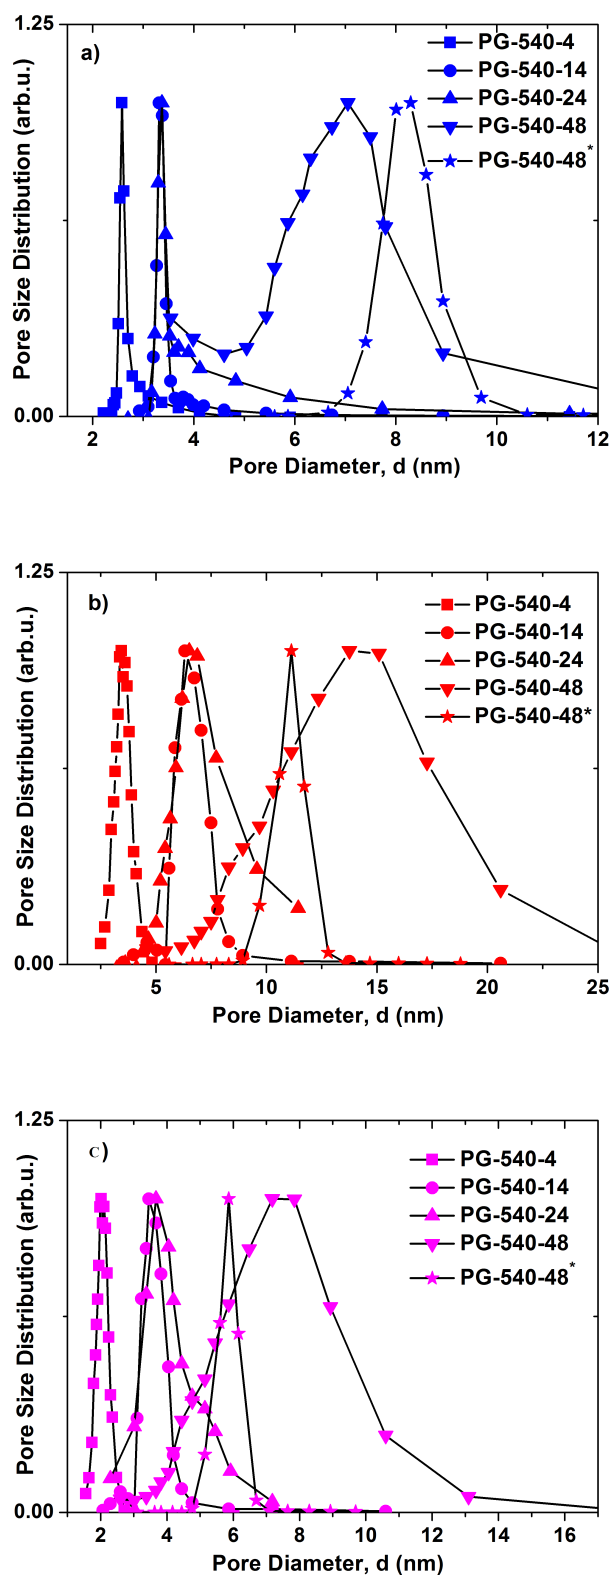 1.25
a)
PG-540-4
PG-540-14
PG-540-24
PG-540-48
PG-540-48*
Pore Size Distribution (arb.u.)
0.00
2 4 6 8 10 12
Pore Diameter, d (nm)
1.25
b)
PG-540-4
PG-540-14
PG-540-24
PG-540-48
PG-540-48*
Pore Size Distribution (arb.u.)
0.00
5 10 15 20 25
Pore Diameter, d (nm)
1.25
c)
PG-540-4
PG-540-14
PG-540-24
PG-540-48
PG-540-48*
Pore Size Distribution (arb.u.)
0.00
2 4 6 8 10 12 14 16
Pore Diameter, d (nm)